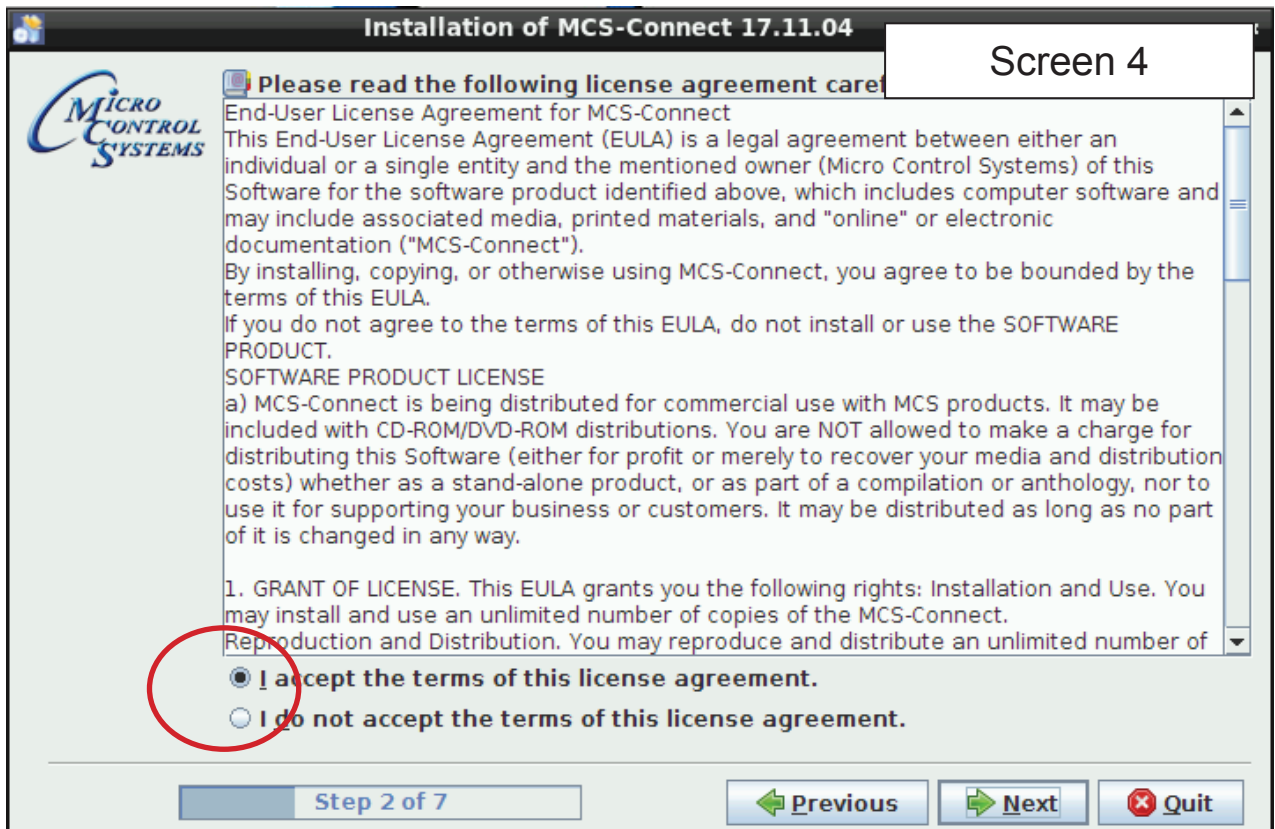 Installation of MCS-Connect 17.11.04
Screen 4
MICRO
CONTROL
SYSTEMS
Please read the following license agreement caref
End-User License Agreement for MCS-Connect
This End-User License Agreement (EULA) is a legal agreement between either an
individual or a single entity and the mentioned owner (Micro Control Systems) of this
Software for the software product identified above, which includes computer software and
may include associated media, printed materials, and "online" or electronic
documentation ("MCS-Connect").
By installing, copying, or otherwise using MCS-Connect, you agree to be bounded by the
terms of this EULA.
If you do not agree to the terms of this EULA, do not install or use the SOFTWARE
PRODUCT.
SOFTWARE PRODUCT LICENSE
a) MCS-Connect is being distributed for commercial use with MCS products. It may be
included with CD-ROM/DVD-ROM distributions. You are NOT allowed to make a charge for
distributing this Software (either for profit or merely to recover your media and distribution
costs) whether as a stand-alone product, or as part of a compilation or anthology, nor to
use it for supporting your business or customers. It may be distributed as long as no part
of it is changed in any way.
1. GRANT OF LICENSE. This EULA grants you the following rights: Installation and Use. You
may install and use an unlimited number of copies of the MCS-Connect.
Reproduction and Distribution. You may reproduce and distribute an unlimited number of
I accept the terms of this license agreement.
I do not accept the terms of this license agreement.
Step 2 of 7
Previous
Next
Quit